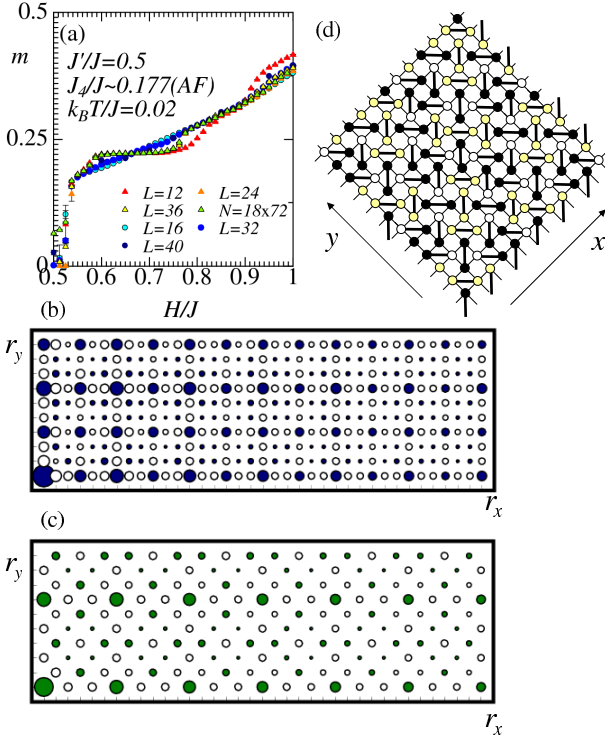 0.5
(a)
(d)
m
J'/J=0.5
J4/J~0.177(AF)
kBT/J=0.02
0.25
L=12
L=24
L=36
N=18x72
L=16
L=32
L=40
0
0.5
0.6
0.7
0.8
0.9
1
H/J
y
x
(b)
ry
rx
(c)
ry
rx